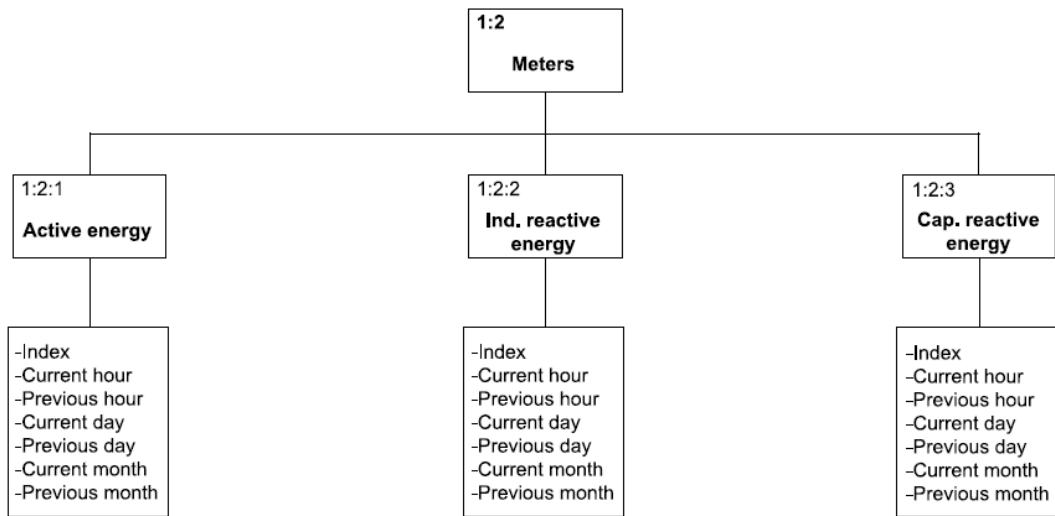 1:2
Meters
1:2:1
Active energy
1:2:2
Ind. reactive
energy
1:2:3
Cap. reactive
energy
-Index
-Current hour
-Previous hour
-Current day
-Previous day
-Current month
-Previous month
-Index
-Current hour
-Previous hour
-Current day
-Previous day
-Current month
-Previous month
-Index
-Current hour
-Previous hour
-Current day
-Previous day
-Current month
-Previous month